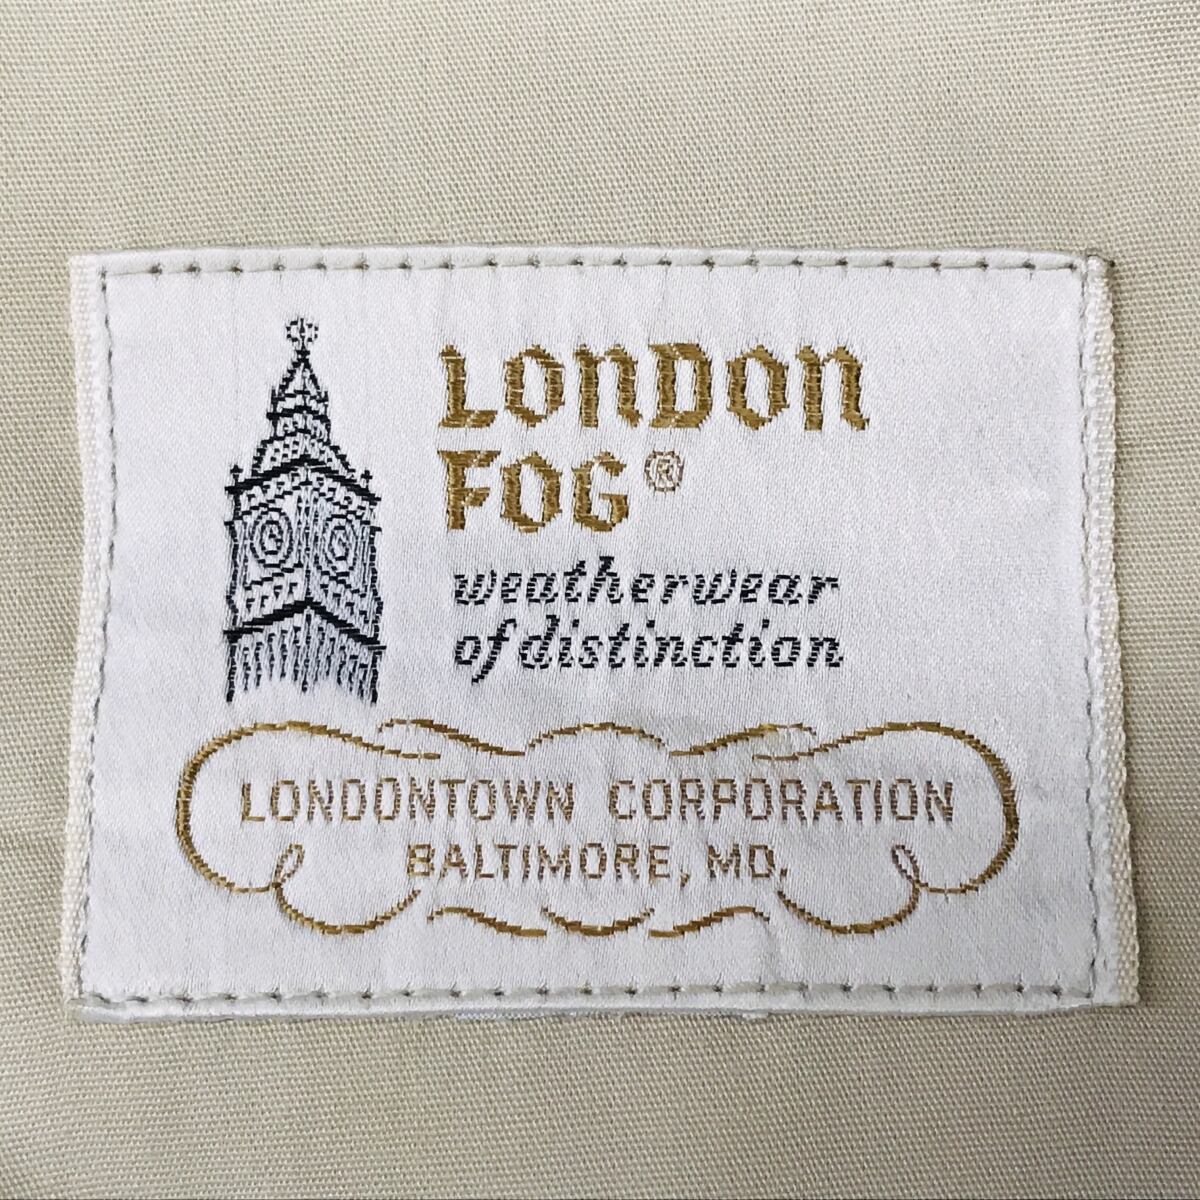 LONDON
FOG®
weatherwear
of distinction
LONDONTOWN CORPORATION
BALTIMORE, MD.